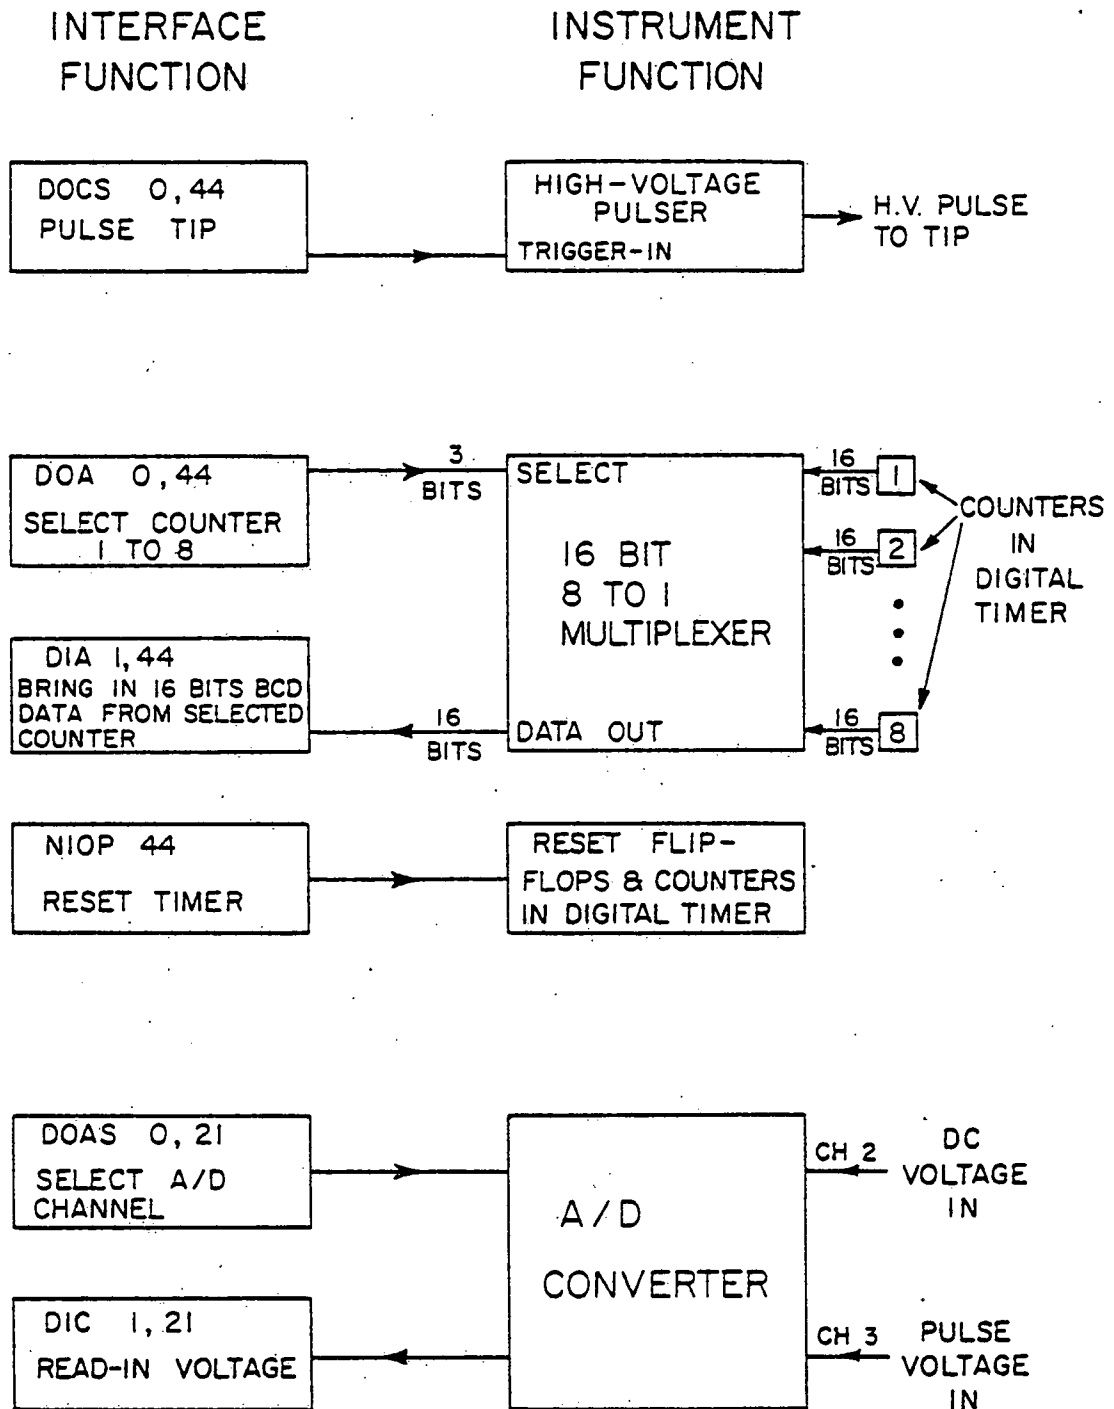 INTERFACE
FUNCTION
INSTRUMENT
FUNCTION
DOCS 0,44
PULSE TIP
HIGH-VOLTAGE
PULSER
TRIGGER-IN
H.V. PULSE
TO TIP
DOA 0,44
SELECT COUNTER
1 TO 8
3
BITS
SELECT
16 BIT
8 TO 1
MULTIPLEXER
DATA OUT
16
BITS
1
16
BITS
2
16
BITS
8
COUNTERS
IN
DIGITAL
TIMER
DIA 1,44
BRING IN 16 BITS BCD
DATA FROM SELECTED
COUNTER
16
BITS
NIOP 44
RESET TIMER
RESET FLIP-
FLOPS & COUNTERS
IN DIGITAL TIMER
DOAS 0,21
SELECT A/D
CHANNEL
A/D
CONVERTER
CH 2
DC
VOLTAGE
IN
DIC 1,21
READ-IN VOLTAGE
CH 3
PULSE
VOLTAGE
IN